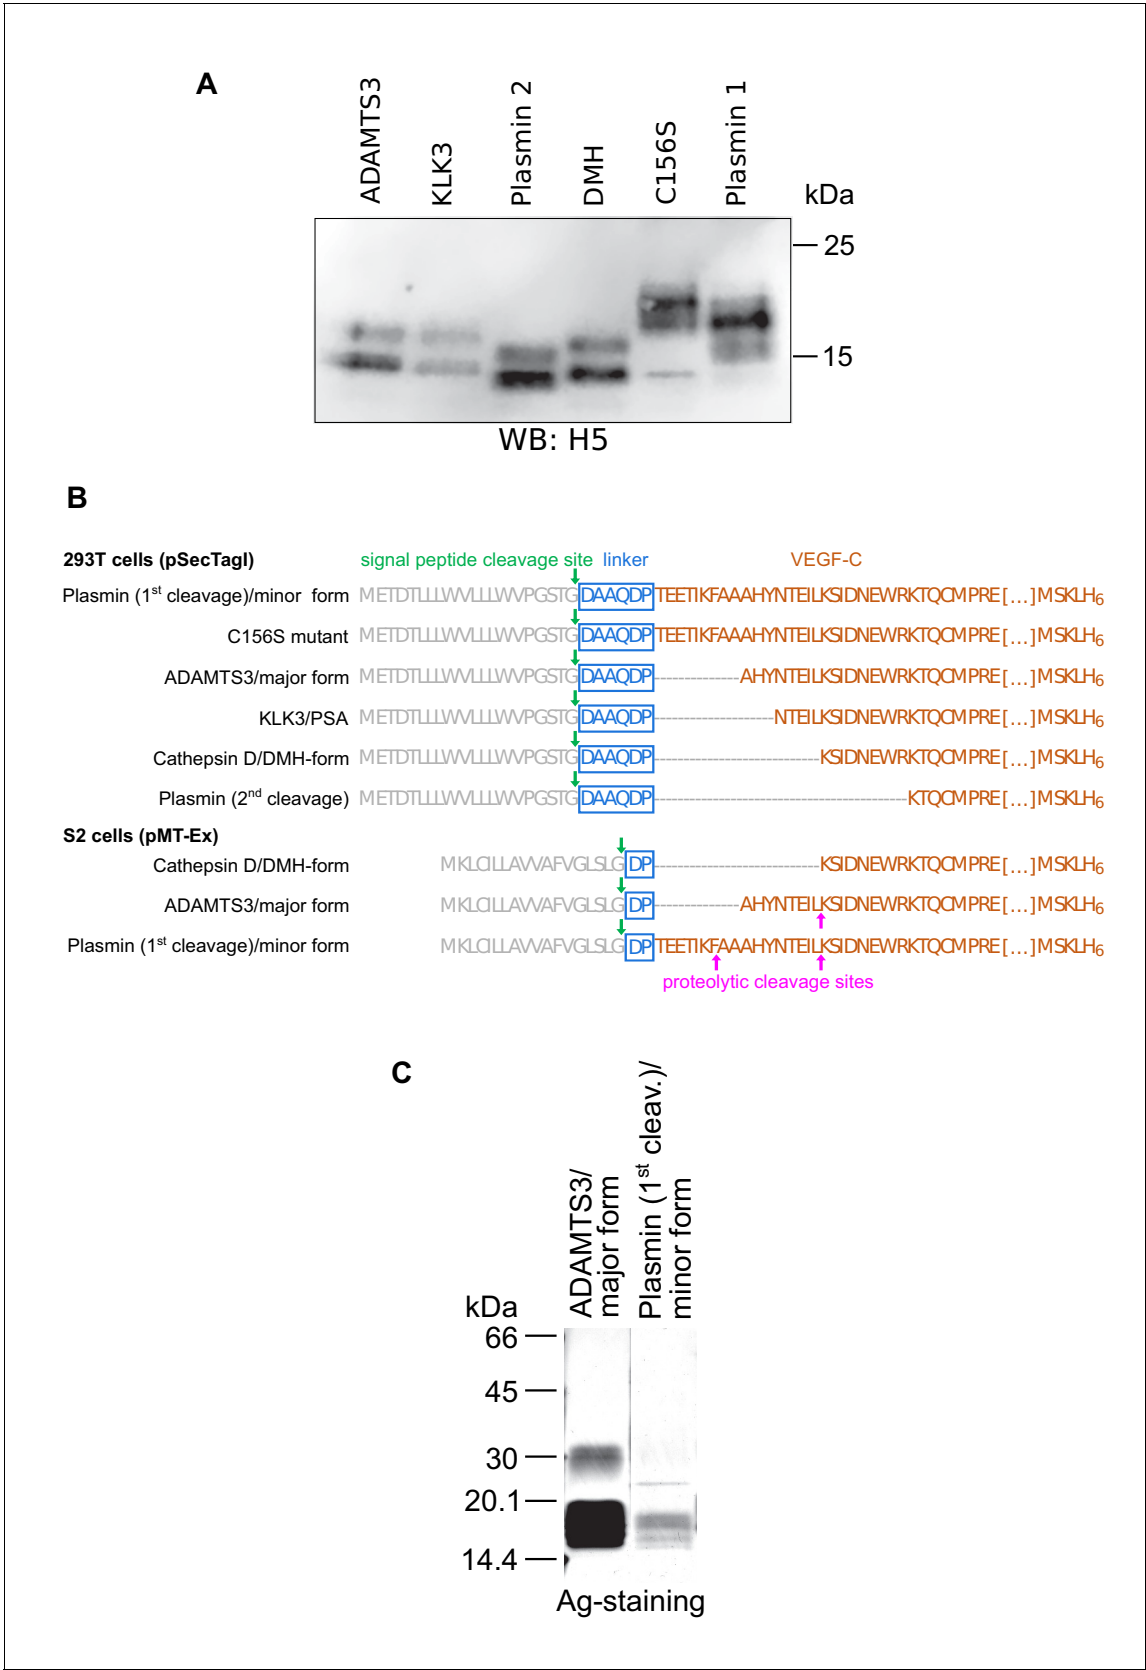 A
ADAMTS3
KLK3
Plasmin 2
DMH
C156S
Plasmin 1
kDa
25
15
WB: H5
B
293T cells (pSecTagI) signal peptide cleavage site linker VEGF-C
Plasmin (1st cleavage)/minor form METDTLLLWVLLLWVPGSTG DAAQDP TEETIKFAAAHYNTEILKSIDNEWRKTQCMPRE[...]MSKLH6
C156S mutant METDTLLLWVLLLWVPGSTG DAAQDP TEETIKFAAAHYNTEILKSIDNEWRKTQCMPRE[...]MSKLH6
ADAMTS3/major form METDTLLLWVLLLWVPGSTG DAAQDP AHYNTEILKSIDNEWRKTQCMPRE[...]MSKLH6
KLK3/PSA METDTLLLWVLLLWVPGSTG DAAQDP NTEILKSIDNEWRKTQCMPRE[...]MSKLH6
Cathepsin D/DMH-form METDTLLLWVLLLWVPGSTG DAAQDP KSIDNEWRKTQCMPRE[...]MSKLH6
Plasmin (2nd cleavage) METDTLLLWVLLLWVPGSTG DAAQDP KTQCMPRE[...]MSKLH6
S2 cells (pMT-Ex)
Cathepsin D/DMH-form MKLCILLAVVAFVGLSLG DP KSIDNEWRKTQCMPRE[...]MSKLH6
ADAMTS3/major form MKLCILLAVVAFVGLSLG DP AHYNTEILKSIDNEWRKTQCMPRE[...]MSKLH6
Plasmin (1st cleavage)/minor form MKLCILLAVVAFVGLSLG DP TEETIKFAAAHYNTEILKSIDNEWRKTQCMPRE[...]MSKLH6
proteolytic cleavage sites
C
ADAMTS3/
major form
Plasmin (1st cleav.)/
minor form
kDa
66
45
30
20.1
14.4
Ag-staining